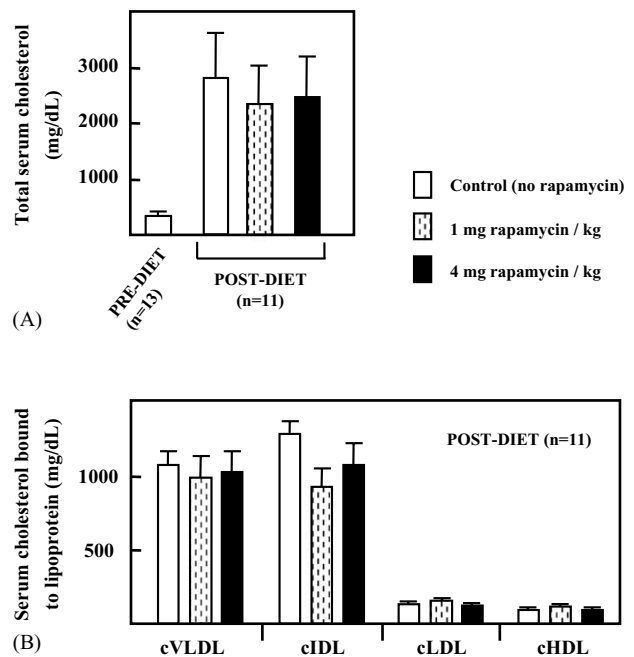 3000
2000
1000
Total serum cholesterol
(mg/dL)
PRE-DIET
(n=13)
POST-DIET
(n=11)
Control (no rapamycin)
1 mg rapamycin / kg
4 mg rapamycin / kg
(A)
POST-DIET (n=11)
1000
500
Serum cholesterol bound
to lipoprotein (mg/dL)
cVLDL
cIDL
cLDL
cHDL
(B)